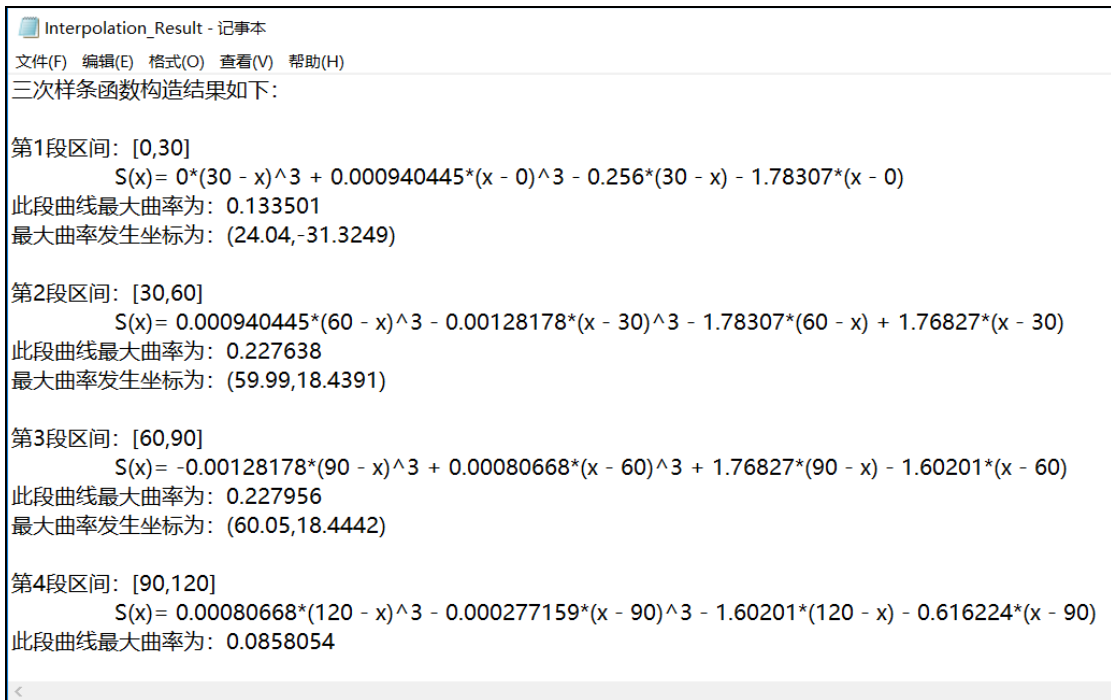 Interpolation_Result - 记事本
文件(F) 编辑(E) 格式(O) 查看(V) 帮助(H)
三次样条函数构造结果如下：
第1段区间：[0,30]
S(x)= 0*(30 - x)^3 + 0.000940445*(x - 0)^3 - 0.256*(30 - x) - 1.78307*(x - 0)
此段曲线最大曲率为：0.133501
最大曲率发生坐标为：(24.04,-31.3249)
第2段区间：[30,60]
S(x)= 0.000940445*(60 - x)^3 - 0.00128178*(x - 30)^3 - 1.78307*(60 - x) + 1.76827*(x - 30)
此段曲线最大曲率为：0.227638
最大曲率发生坐标为：(59.99,18.4391)
第3段区间：[60,90]
S(x)= -0.00128178*(90 - x)^3 + 0.00080668*(x - 60)^3 + 1.76827*(90 - x) - 1.60201*(x - 60)
此段曲线最大曲率为：0.227956
最大曲率发生坐标为：(60.05,18.4442)
第4段区间：[90,120]
S(x)= 0.00080668*(120 - x)^3 - 0.000277159*(x - 90)^3 - 1.60201*(120 - x) - 0.616224*(x - 90)
此段曲线最大曲率为：0.0858054